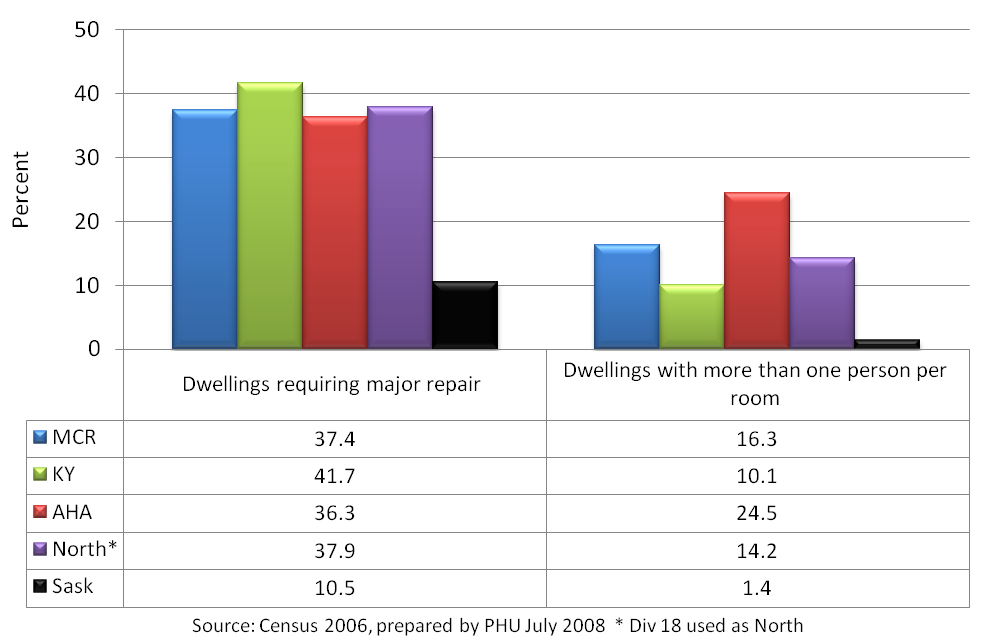 50
40
30
20
10
0
Percent
Dwellings requiring major repair
Dwellings with more than one person per
room
MCR 37.4 16.3
KY 41.7 10.1
AHA 36.3 24.5
North* 37.9 14.2
Sask 10.5 1.4
Source: Census 2006, prepared by PHU July 2008 * Div 18 used as North